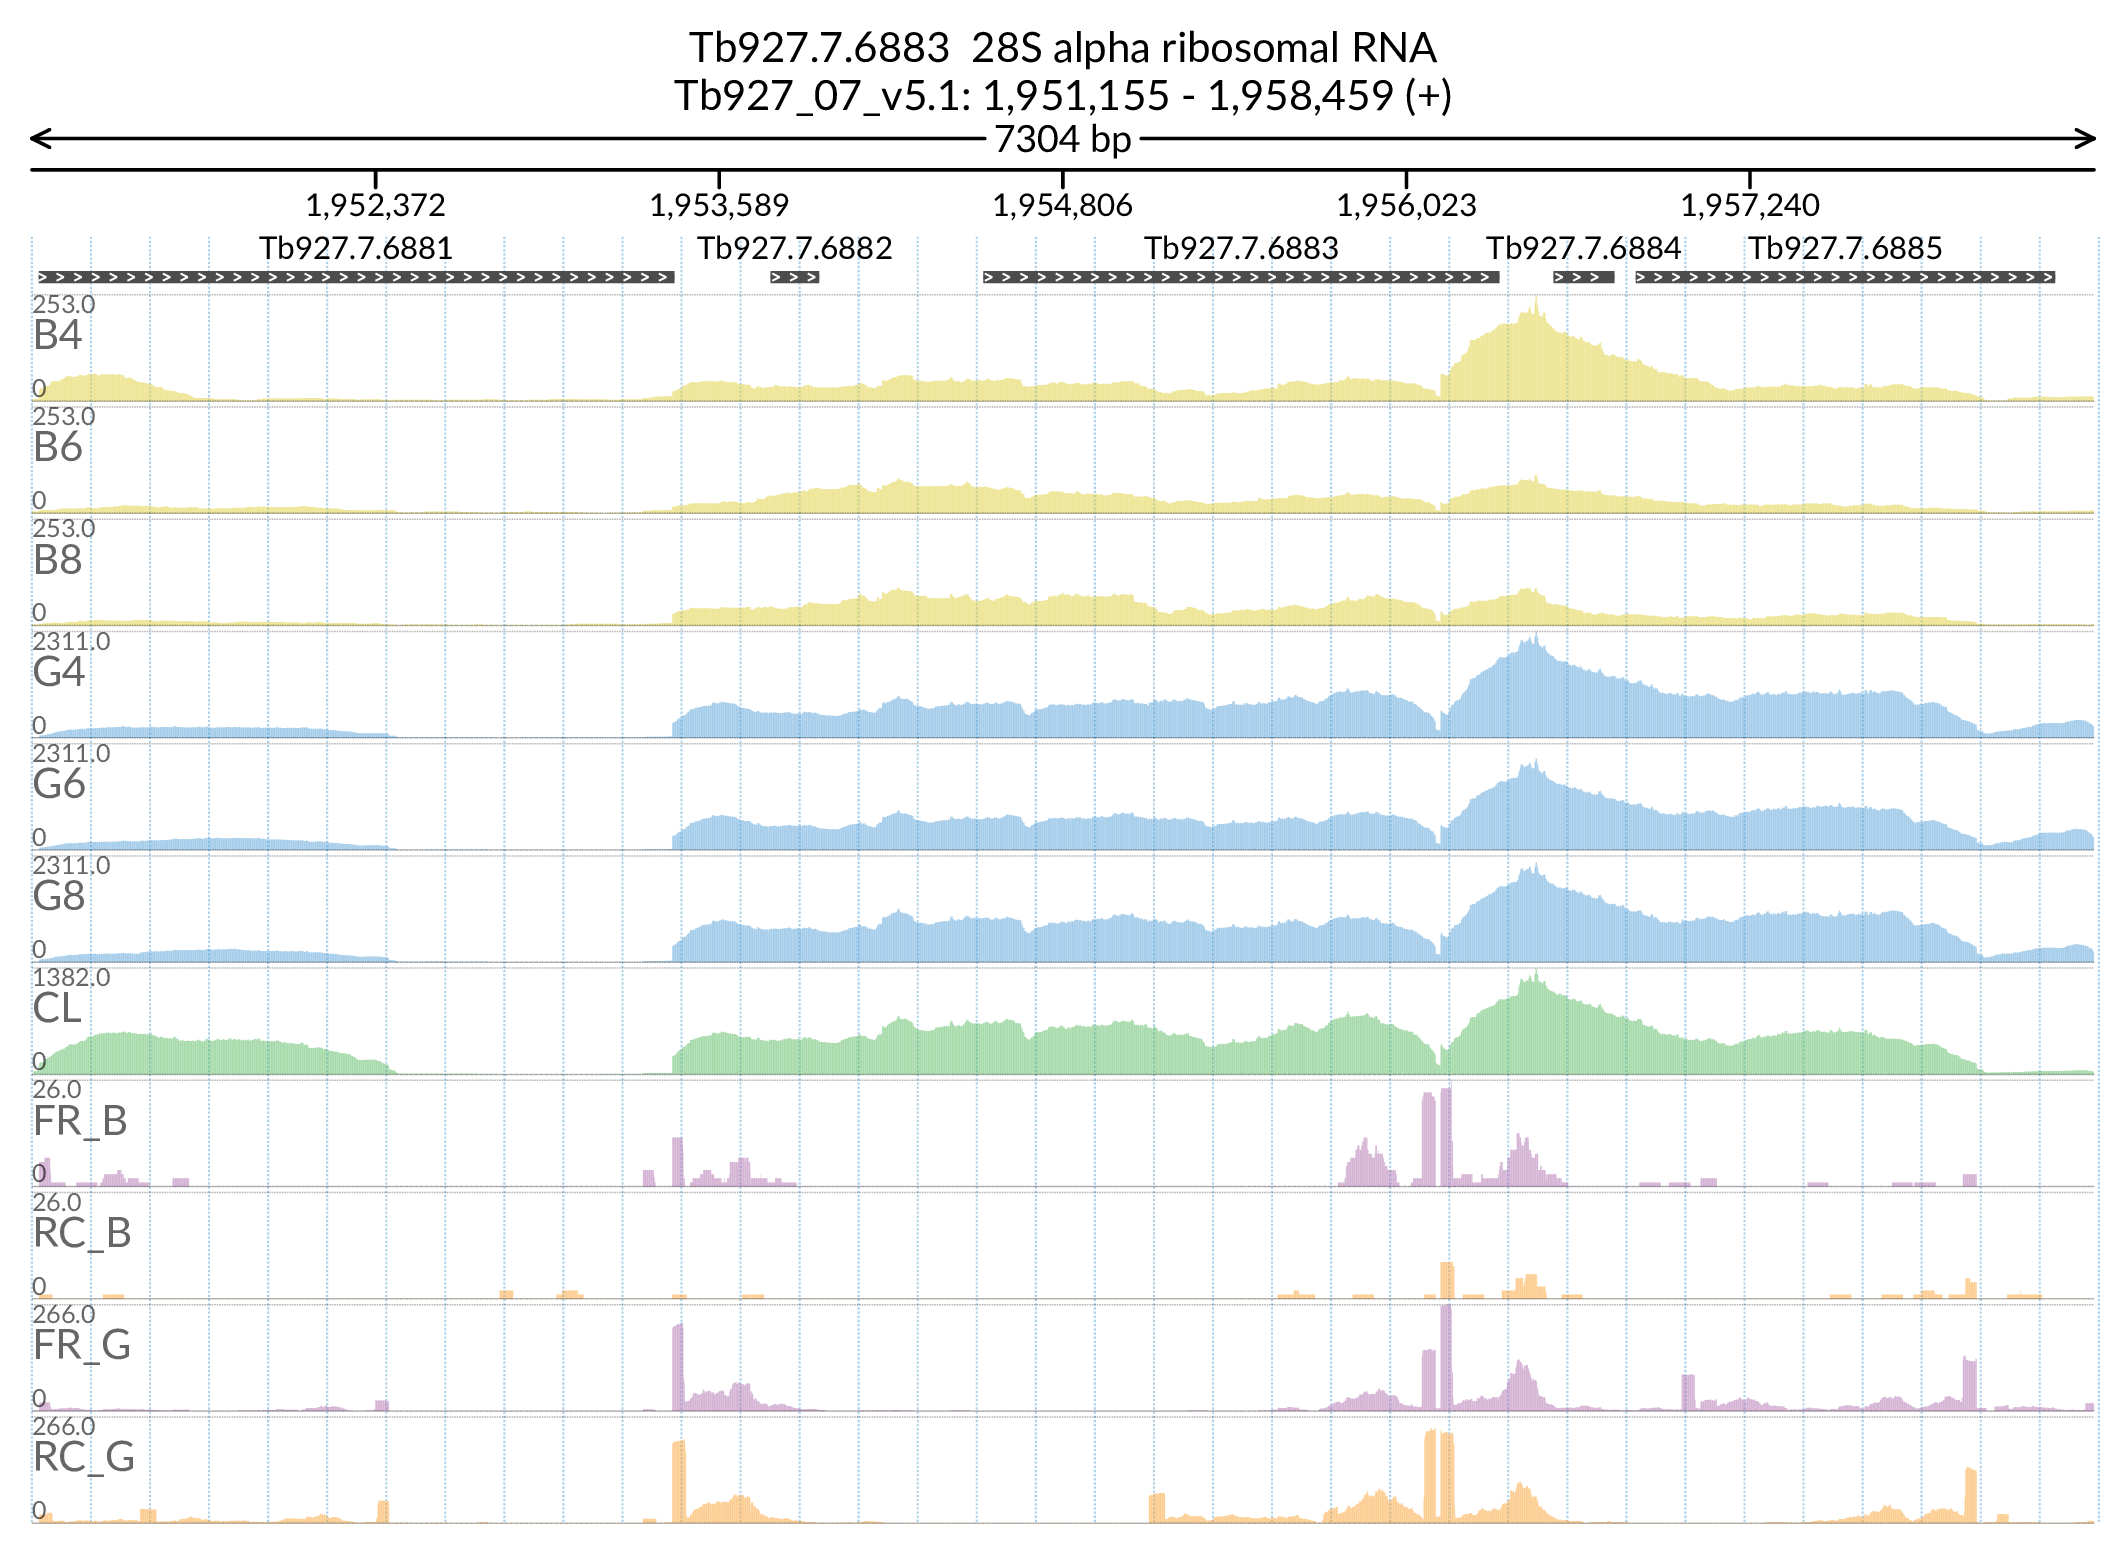 Tb927.7.6883  28S alpha ribosomal RNA
Tb927_07_v5.1: 1,951,155 - 1,958,459 (+)
7304 bp
1,952,372 1,953,589 1,954,806 1,956,023 1,957,240
Tb927.7.6881 Tb927.7.6882 Tb927.7.6883 Tb927.7.6884 Tb927.7.6885
253.0
B4
0
253.0
B6
0
253.0
B8
0
2311.0
G4
0
2311.0
G6
0
2311.0
G8
0
1382.0
CL
0
26.0
FR_B
0
26.0
RC_B
0
266.0
FR_G
0
266.0
RC_G
0